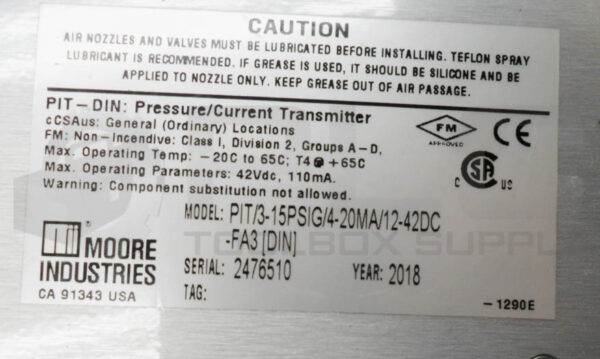 CAUTION
AIR NOZZLES AND VALVES MUST BE LUBRICATED BEFORE INSTALLING. TEFLON SPRAY
LUBRICANT IS RECOMMENDED. IF GREASE IS USED, IT SHOULD BE SILICONE AND BE
APPLIED TO NOZZLE ONLY. KEEP GREASE OUT OF AIR PASSAGE.
PIT-DIN: Pressure/Current Transmitter
cCSAus: General (Ordinary) Locations
FM: Non-Incendive: Class I, Division 2, Groups A-D,
Max. Operating Temp: -20C to 65C; T4@+65C
Max. Operating Parameters: 42Vdc, 110mA.
Warning: Component substitution not allowed.
FM
APPROVED
CE
C SA US
MODEL: PIT/3-15PSIG/4-20MA/12-42DC
-FA3 [DIN]
TOOLBOX SUPPLY
MOORE
INDUSTRIES
CA 91343 USA
SERIAL: 2476510 YEAR: 2018
TAG:
-1290E